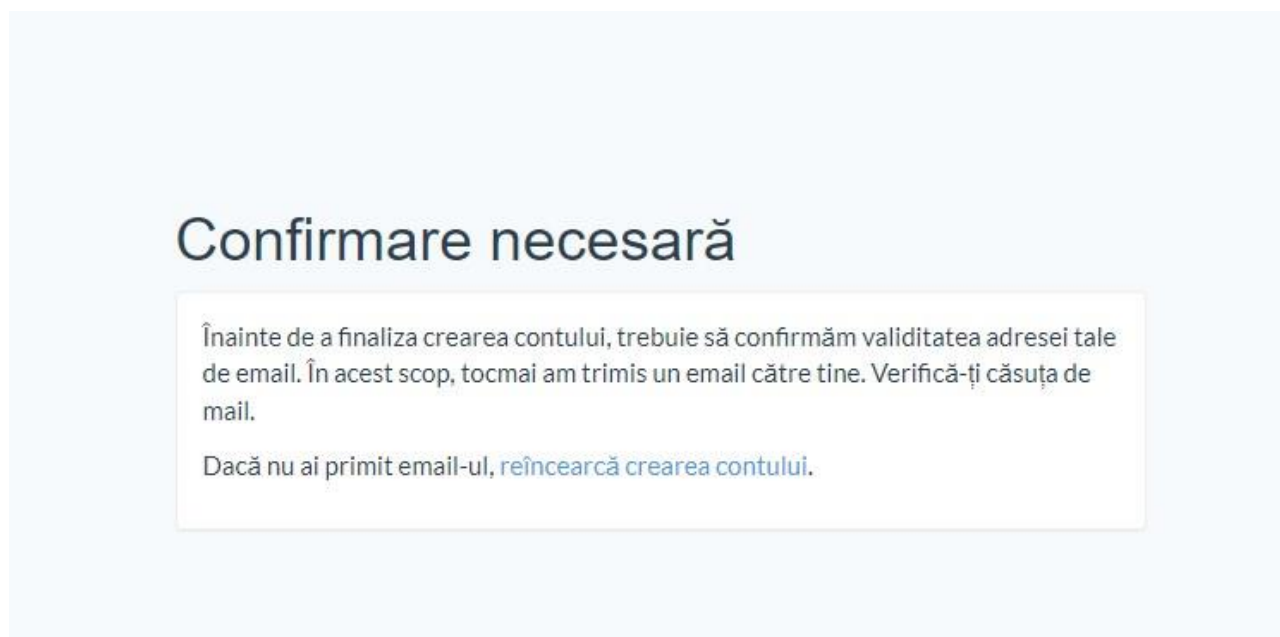 Confirmare necesară
Înainte de a finaliza crearea contului, trebuie să confirmăm validitatea adresei tale
de email. În acest scop, tocmai am trimis un email către tine. Verifică-ți căsuța de
mail.
Dacă nu ai primit email-ul, reîncearcă crearea contului.